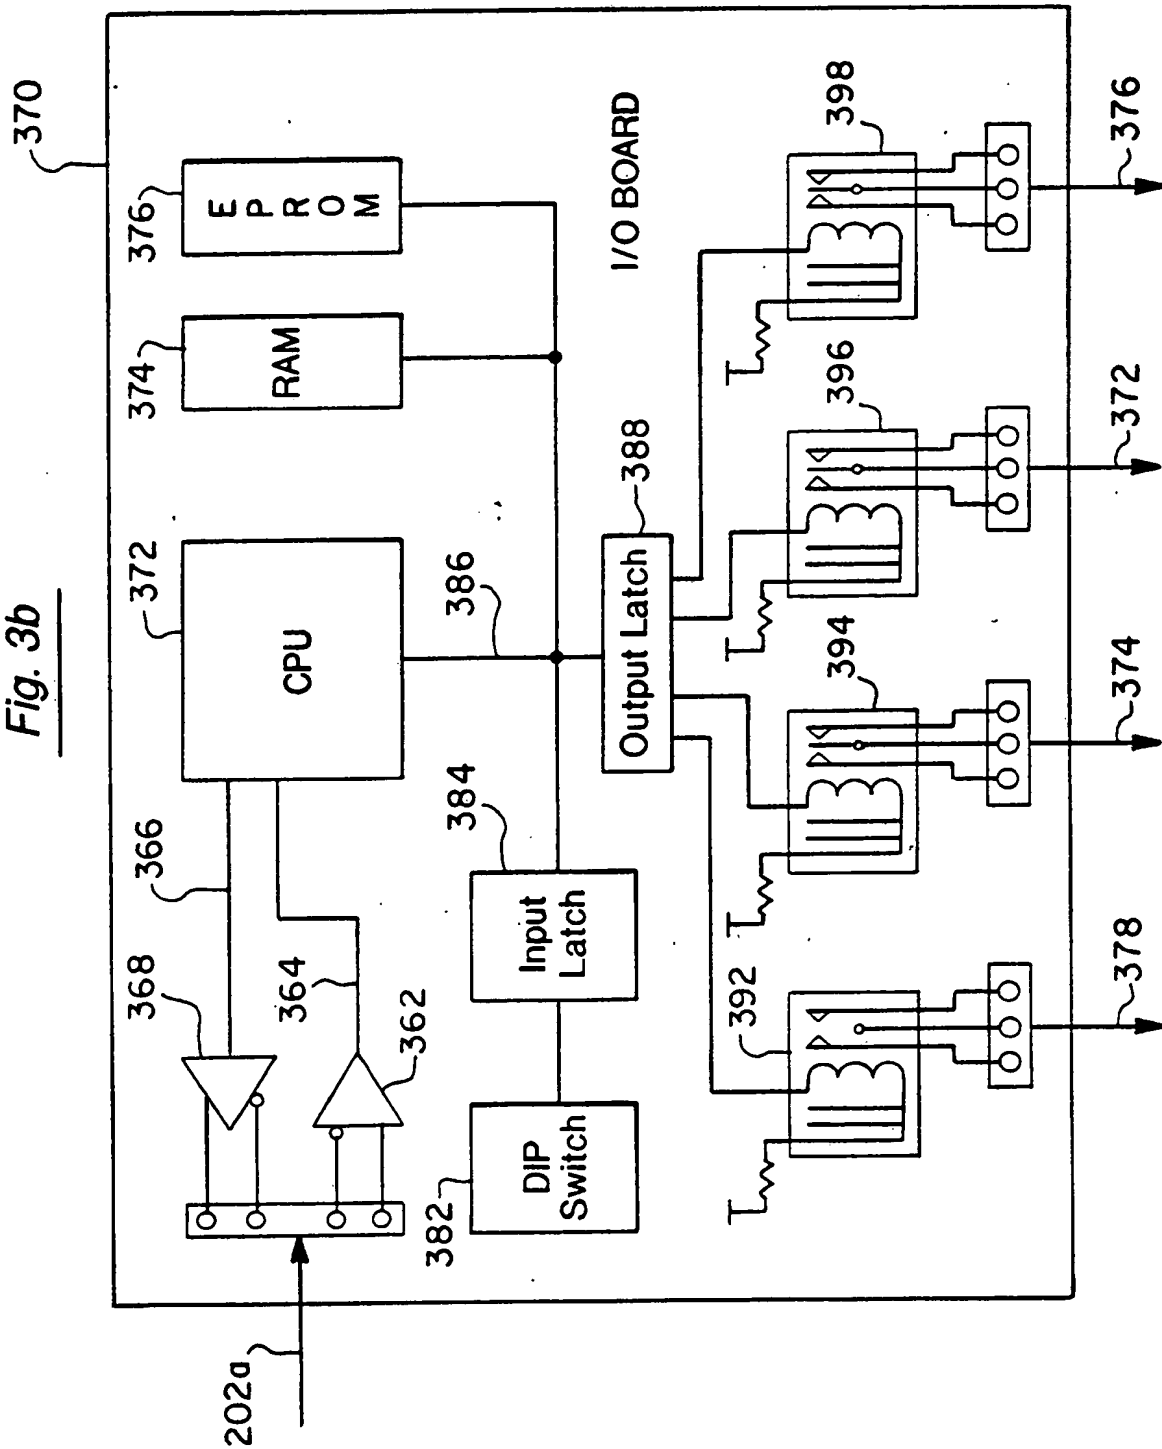 Fig. 3b
370
372
374
376
CPU
RAM
E P R O M
202a
368
366
364
362
382
DIP
Switch
384
Input
Latch
386
388
Output Latch
I/O BOARD
392
394
396
398
378
374
372
376